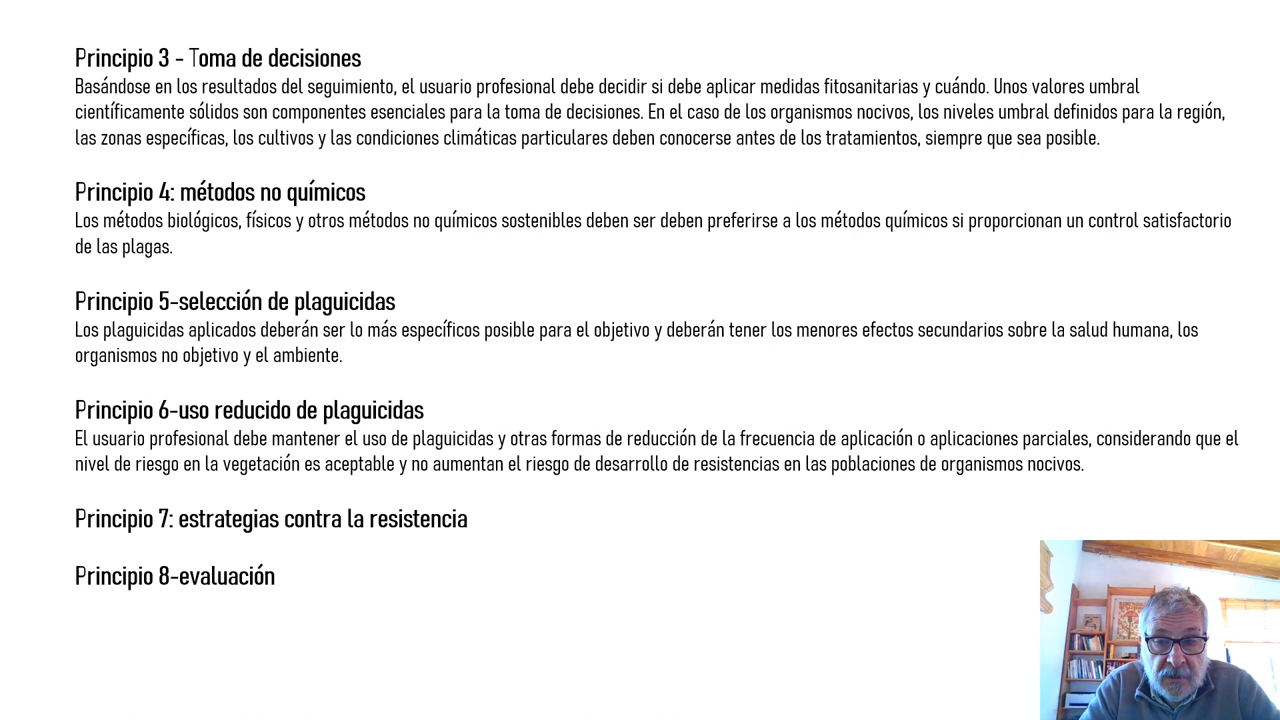 Principio 3 - Toma de decisiones
Basándose en los resultados del seguimiento, el usuario profesional debe decidir si debe aplicar medidas fitosanitarias y cuándo. Unos valores umbral
científicamente sólidos son componentes esenciales para la toma de decisiones. En el caso de los organismos nocivos, los niveles umbral definidos para la región,
las zonas específicas, los cultivos y las condiciones climáticas particulares deben conocerse antes de los tratamientos, siempre que sea posible.
Principio 4: métodos no químicos
Los métodos biológicos, físicos y otros métodos no químicos sostenibles deben ser deben preferirse a los métodos químicos si proporcionan un control satisfactorio
de las plagas.
Principio 5-selección de plaguicidas
Los plaguicidas aplicados deberán ser lo más específicos posible para el objetivo y deberán tener los menores efectos secundarios sobre la salud humana, los
organismos no objetivo y el ambiente.
Principio 6-uso reducido de plaguicidas
El usuario profesional debe mantener el uso de plaguicidas y otras formas de reducción de la frecuencia de aplicación o aplicaciones parciales, considerando que el
nivel de riesgo en la vegetación es aceptable y no aumentan el riesgo de desarrollo de resistencias en las poblaciones de organismos nocivos.
Principio 7: estrategias contra la resistencia
Principio 8-evaluación